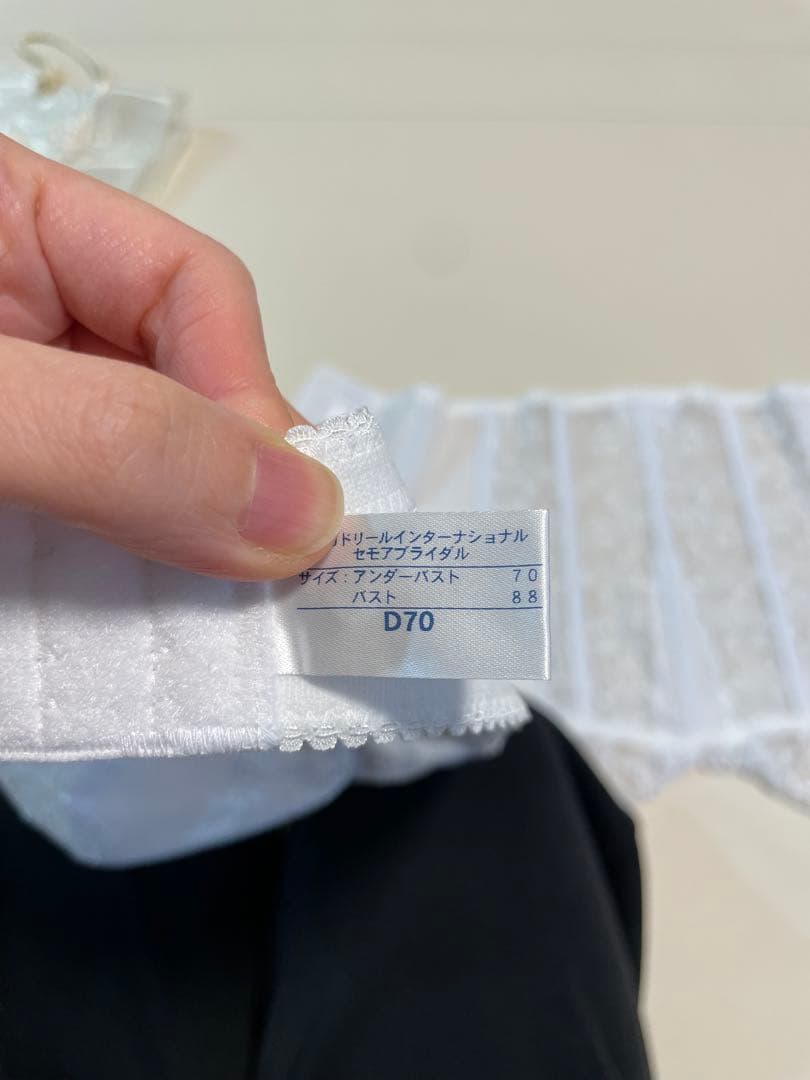 ドリールインターナショナル
セモアブライダル
サイズ：アンダーバスト 70
バスト 88
D70